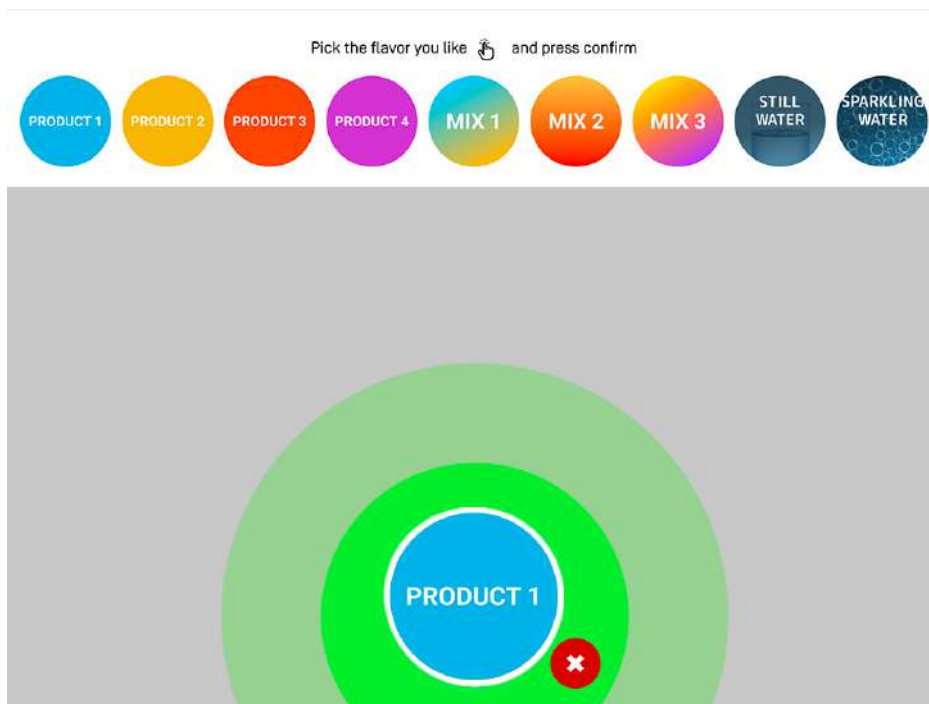 Pick the flavor you like and press confirm
PRODUCT 1
PRODUCT 2
PRODUCT 3
PRODUCT 4
MIX 1
MIX 2
MIX 3
STILL
WATER
SPARKLING
WATER
PRODUCT 1